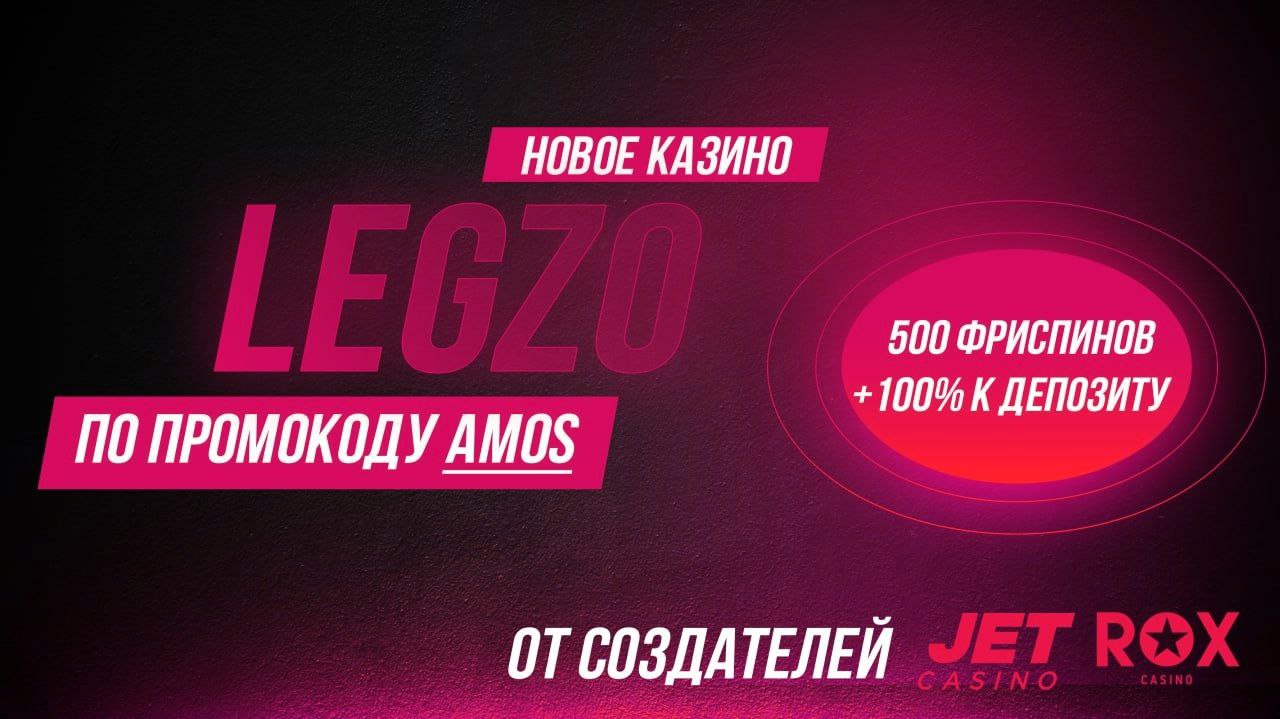 НОВОЕ КАЗИНО
LEGZO
ПО ПРОМОКОДУ AMOS
500 ФРИСПИНОВ
+100% К ДЕПОЗИТУ
ОТ СОЗДАТЕЛЕЙ
JET
CASINO
ROX
CASINO